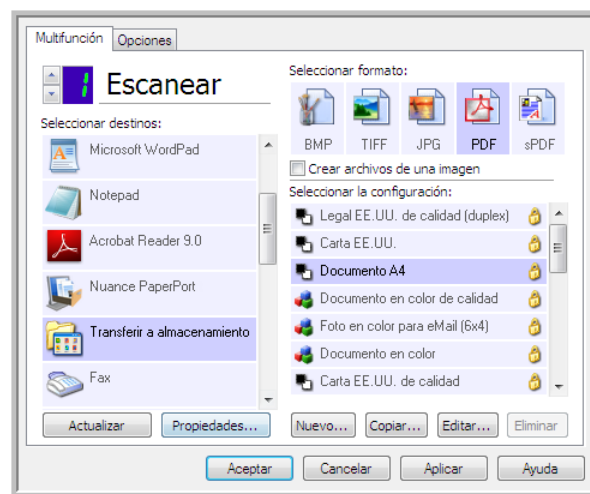 Multifunción
Opciones
1
Escanear
Seleccionar destinos:
Microsoft WordPad
Notepad
Acrobat Reader 9.0
Nuance PaperPort
Transferir a almacenamiento
Fax
Actualizar
Propiedades...
Seleccionar formato:
BMP
TIFF
JPG
PDF
sPDF
Crear archivos de una imagen
Seleccionar la configuración:
Legal EE.UU. de calidad (duplex)
Carta EE.UU.
Documento A4
Documento en color de calidad
Foto en color para eMail (6x4)
Documento en color
Carta EE.UU. de calidad
Nuevo...
Copiar...
Editar...
Eliminar
Aceptar
Cancelar
Aplicar
Ayuda